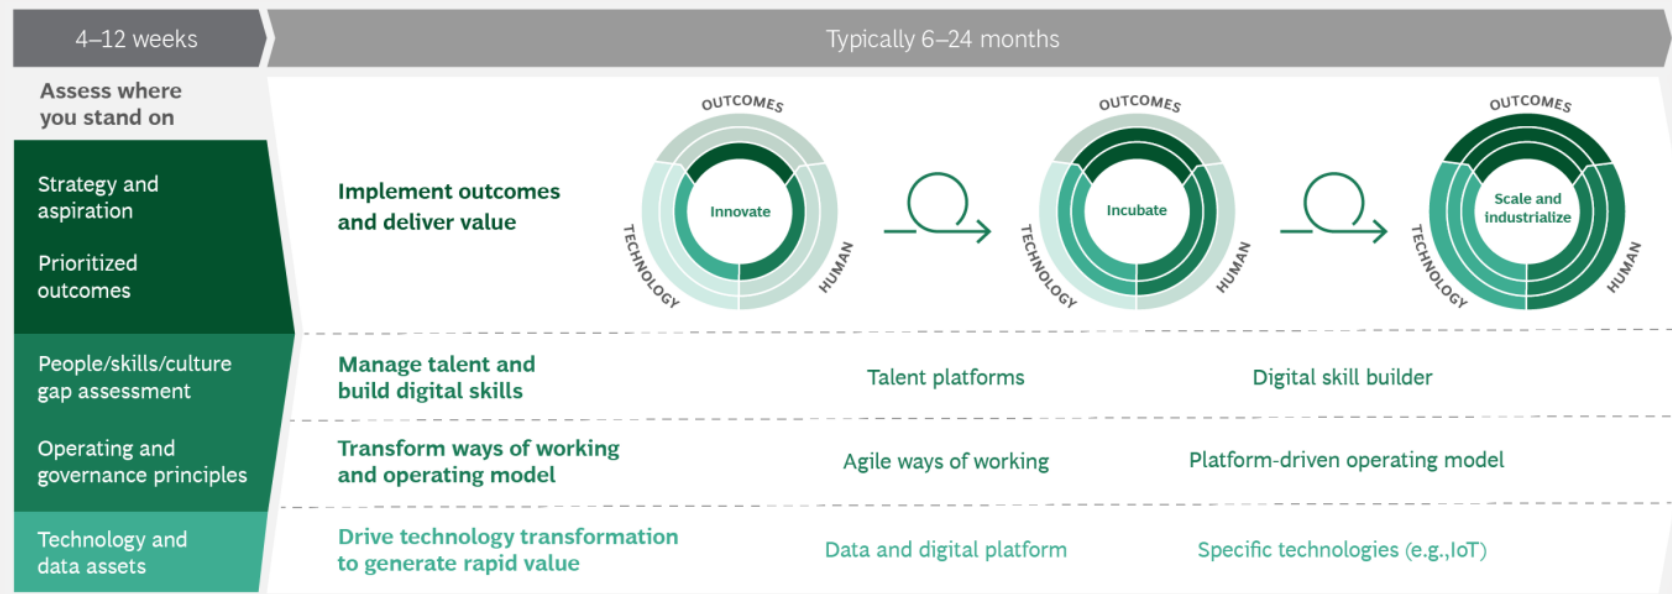 4–12 weeks
Typically 6–24 months
Assess where
you stand on
Strategy and
aspiration
Prioritized
outcomes
Implement outcomes
and deliver value
OUTCOMES
TECHNOLOGY
HUMAN
Innovate
OUTCOMES
TECHNOLOGY
HUMAN
Incubate
OUTCOMES
TECHNOLOGY
HUMAN
Scale and
industrialize
People/skills/culture
gap assessment
Manage talent and
build digital skills
Talent platforms
Digital skill builder
Operating and
governance principles
Transform ways of working
and operating model
Agile ways of working
Platform-driven operating model
Technology and
data assets
Drive technology transformation
to generate rapid value
Data and digital platform
Specific technologies (e.g.,IoT)